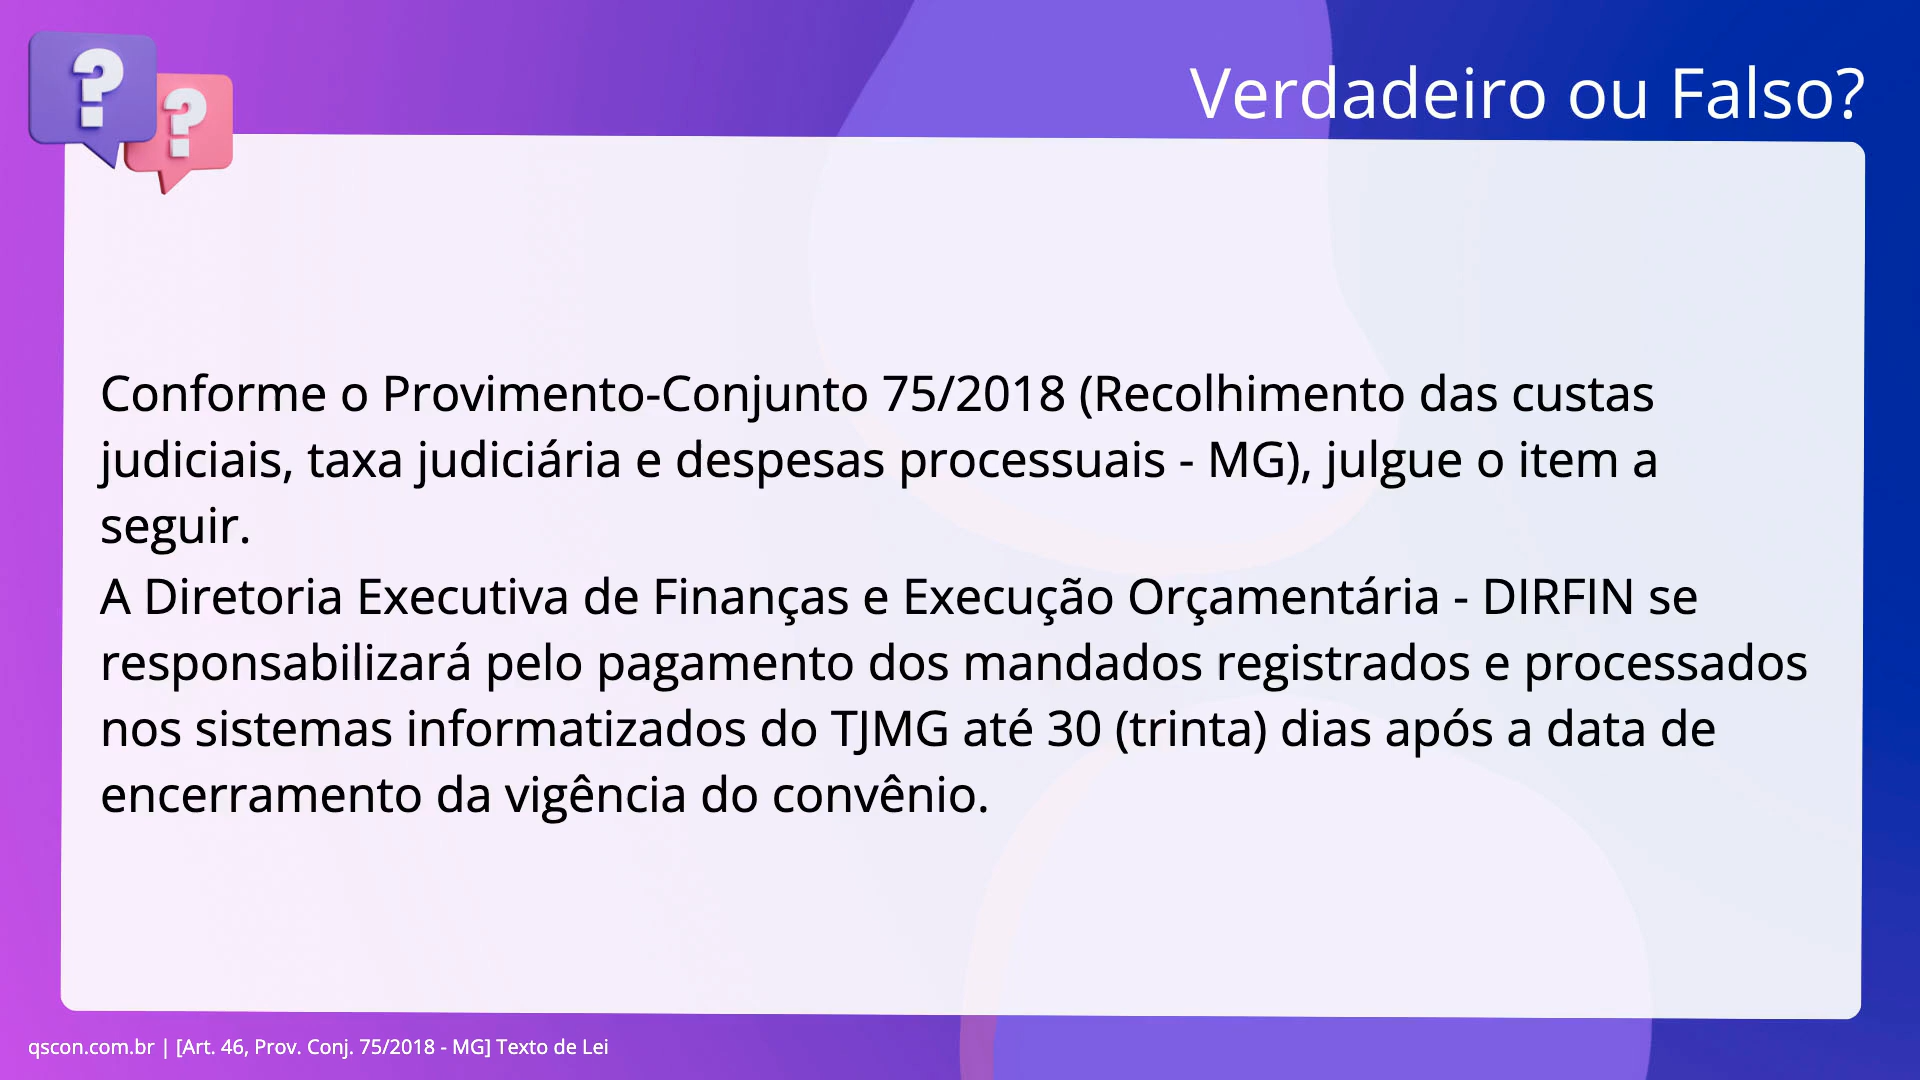 Verdadeiro ou Falso?
Conforme o Provimento-Conjunto 75/2018 (Recolhimento das custas
judiciais, taxa judiciária e despesas processuais - MG), julgue o item a
seguir.
A Diretoria Executiva de Finanças e Execução Orçamentária - DIRFIN se
responsabilizará pelo pagamento dos mandados registrados e processados
nos sistemas informatizados do TJMG até 30 (trinta) dias após a data de
encerramento da vigência do convênio.
qscon.com.br | [Art. 46, Prov. Conj. 75/2018 - MG] Texto de Lei